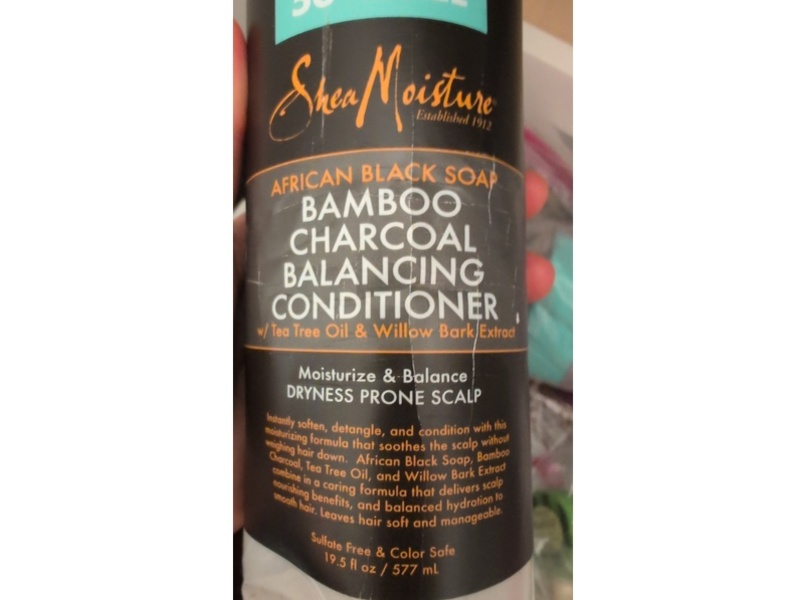 SheaMoisture
Established 1912
AFRICAN BLACK SOAP
BAMBOO
CHARCOAL
BALANCING
CONDITIONER
w/ Tea Tree Oil & Willow Bark Extract
Moisturize & Balance
DRYNESS PRONE SCALP
Instantly soften, detangle, and condition with this
moisturizing formula that soothes the scalp without
weighing hair down. African Black Soap, Bamboo
Charcoal, Tea Tree Oil, and Willow Bark Extract
combine in a caring formula that delivers scalp
nourishing benefits, and balanced hydration to
smooth hair. Leaves hair soft and manageable.
Sulfate Free & Color Safe
19.5 fl oz / 577 ml